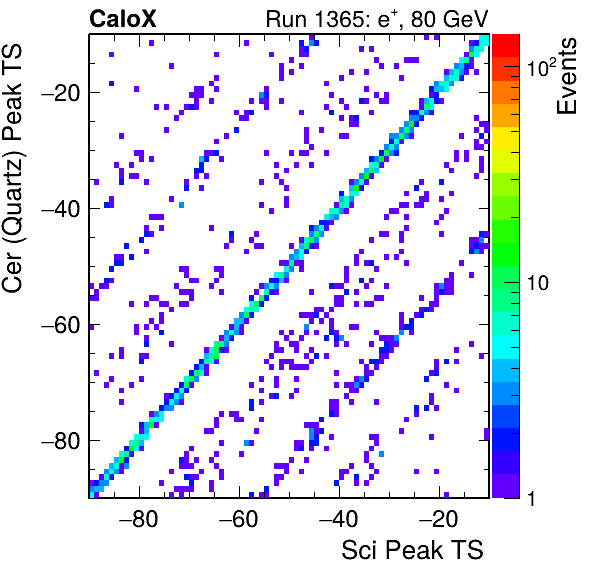 CaloX Run 1365: e⁺, 80 GeV
Cer (Quartz) Peak TS
−20
−40
−60
−80
−80 −60 −40 −20
Sci Peak TS
Events
10²
10
1